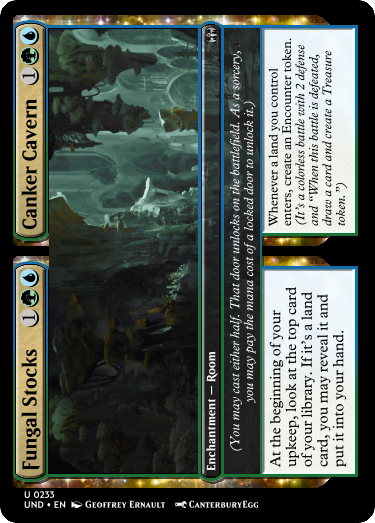 Fungal Stocks 1
At the beginning of your
upkeep, look at the top card
of your library. If it's a land
card, you may reveal it and
put it into your hand.
Canker Cavern 1
Whenever a land you control
enters, create an Encounter token.
(It's a colorless battle with 2 defense
and “When this battle is defeated,
draw a card and create a Treasure
token.”)
Enchantment — Room
(You may cast either half. That door unlocks on the battlefield. As a sorcery,
you may pay the mana cost of a locked door to unlock it.)
U 0233
UND • EN Geoffrey Ernault CanterburyEgg